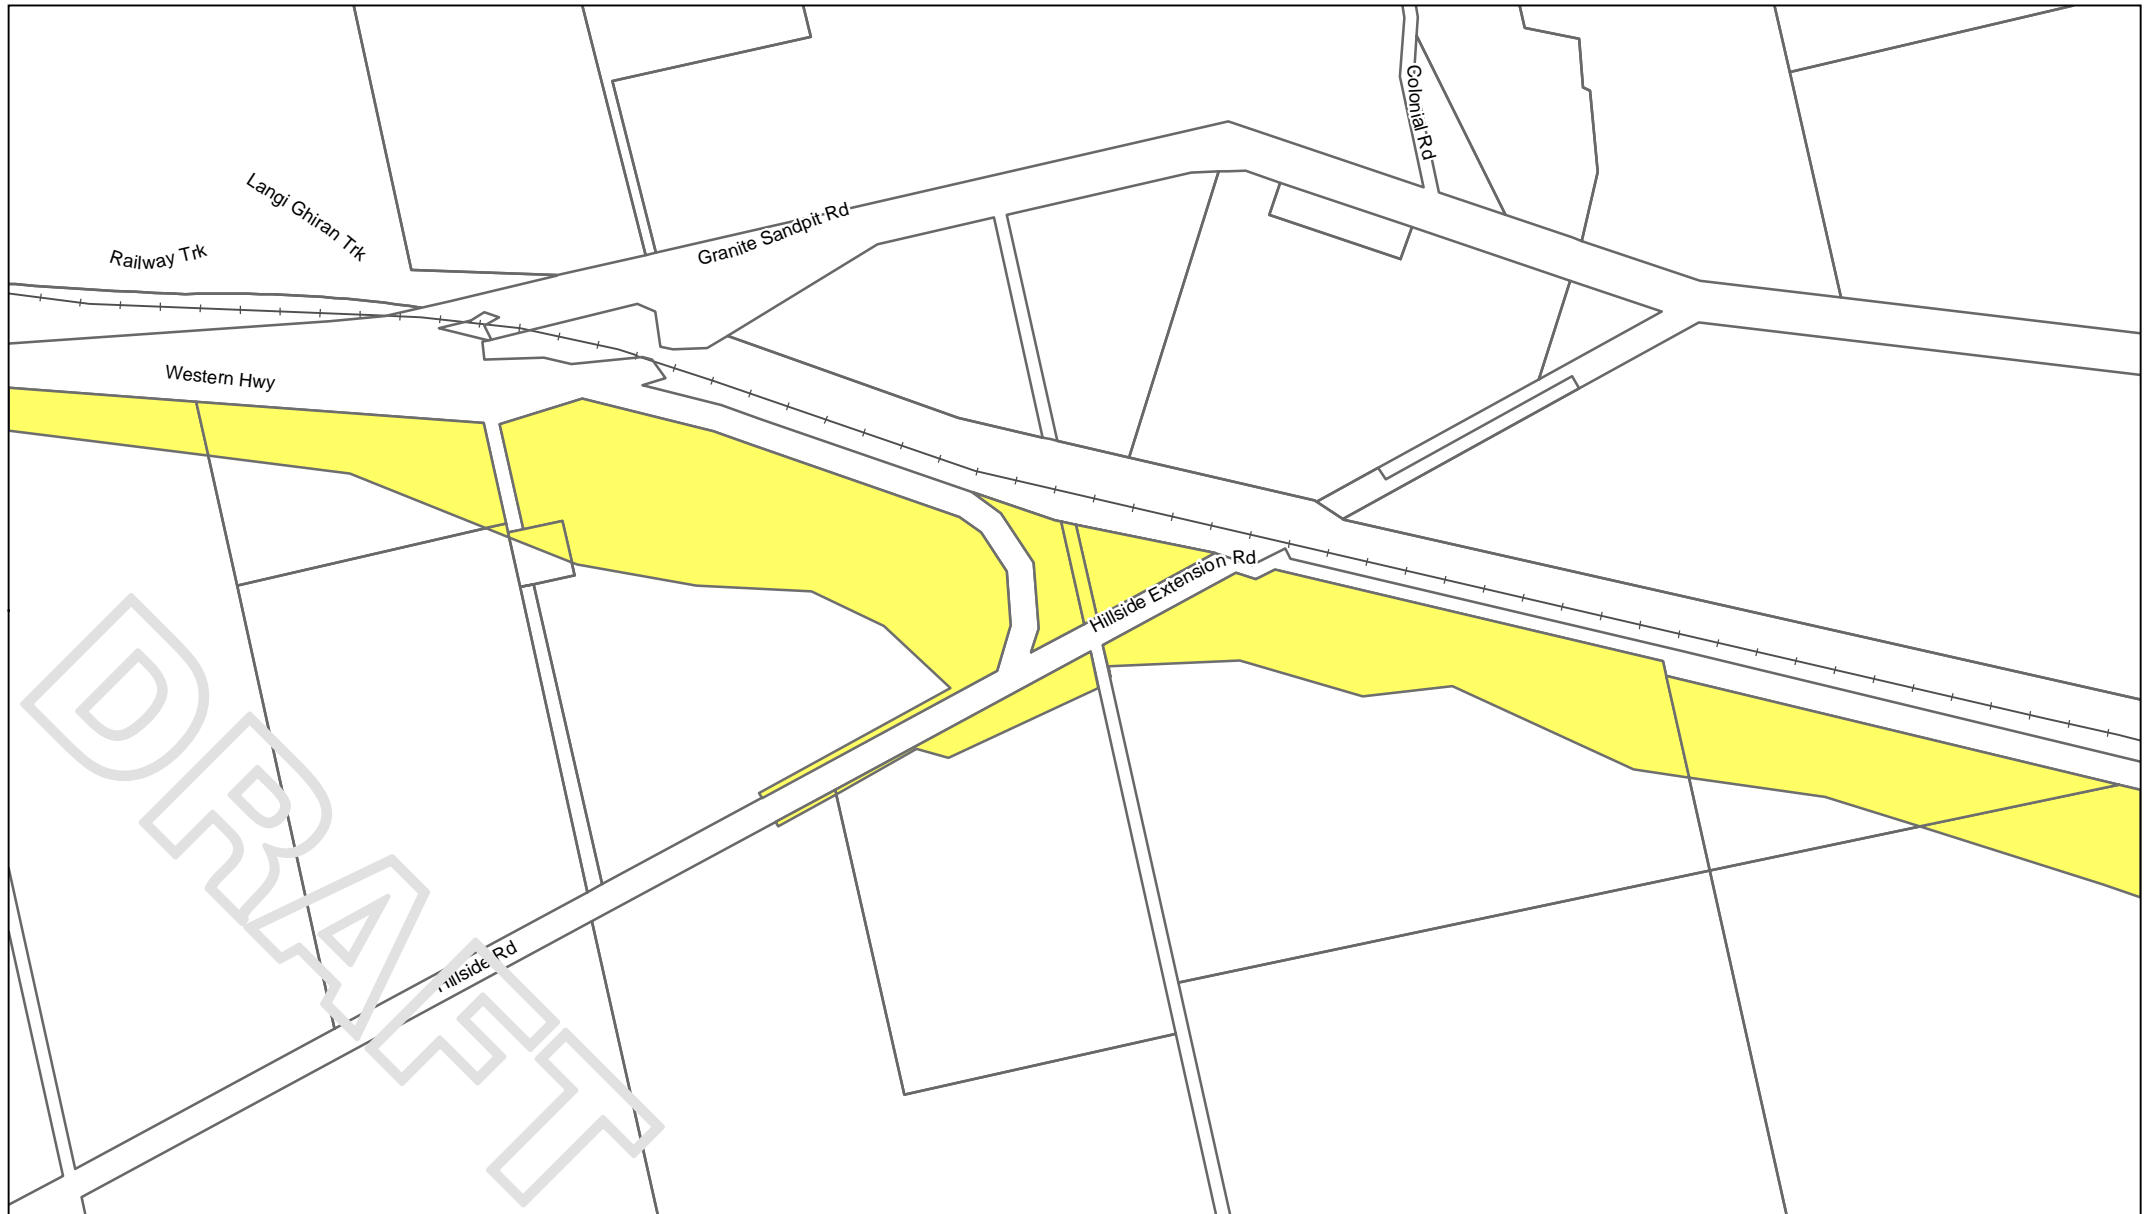 Colonial Rd
Langi Ghiran Trk
Granite Sandpit Rd
Railway Trk
Western Hwy
Hillside Extension Rd
DRAFT
Hillside Rd